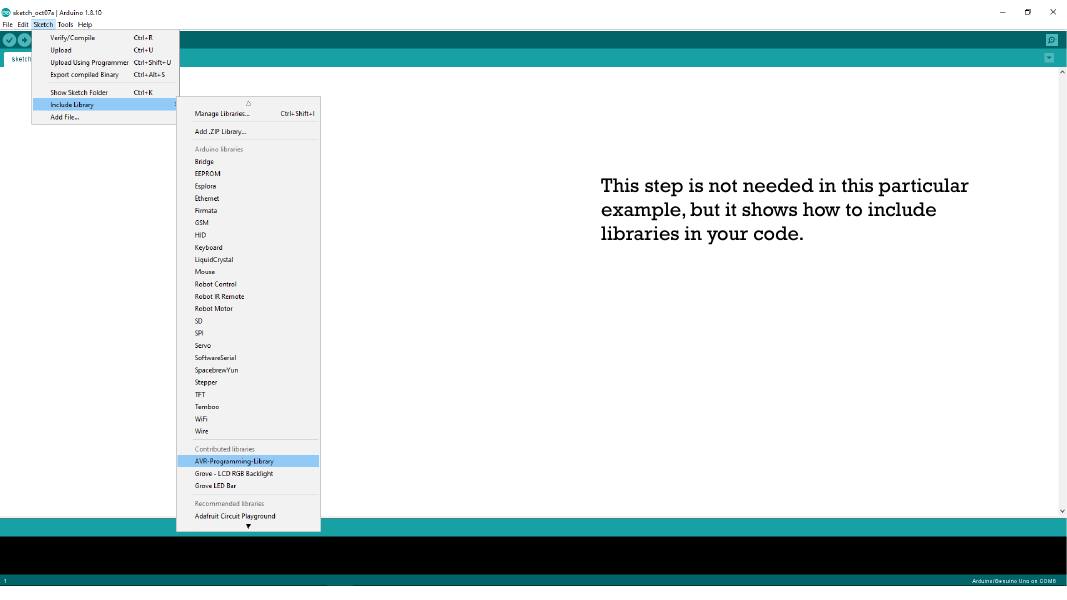 sketch_oct07a | Arduino 1.8.10
File Edit Sketch Tools Help
Verify/Compile Ctrl+R
Upload Ctrl+U
Upload Using Programmer Ctrl+Shift+U
Export compiled Binary Ctrl+Alt+S
Show Sketch Folder Ctrl+K
Include Library
Add File...
sketch
Manage Libraries... Ctrl+Shift+I
Add .ZIP Library...
Arduino libraries
Bridge
EEPROM
Esplora
Ethernet
Firmata
GSM
HID
Keyboard
LiquidCrystal
Mouse
Robot Control
Robot IR Remote
Robot Motor
SD
SPI
Servo
SoftwareSerial
SpacebrewYun
Stepper
TFT
Temboo
WiFi
Wire
Contributed libraries
AVR-Programming-Library
Grove - LCD RGB Backlight
Grove LED Bar
Recommended libraries
Adafruit Circuit Playground
This step is not needed in this particular
example, but it shows how to include
libraries in your code.
1
Arduino/Genuino Uno on COM6